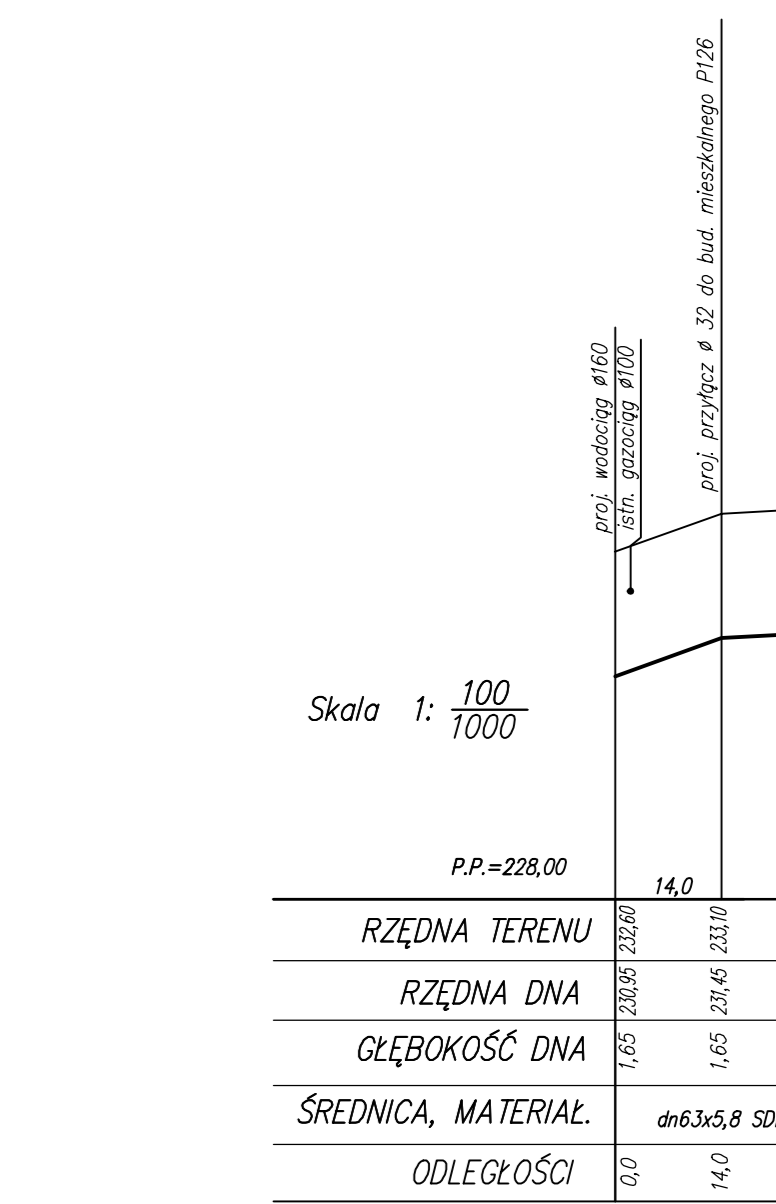 proj. przyłącz ø 32 do bud. mieszkalnego P126
proj. wodociąg ø160
istn. gazociąg ø100
Skala 1: 100
1000
P.P.=228,00
14,0
RZĘDNA TERENU 232,60 233,10
RZĘDNA DNA 230,95 231,45
GŁĘBOKOŚĆ DNA 1,65 1,65
ŚREDNICA, MATERIAŁ. dn63x5,8
ODLEGŁOŚCI 0,0 14,0